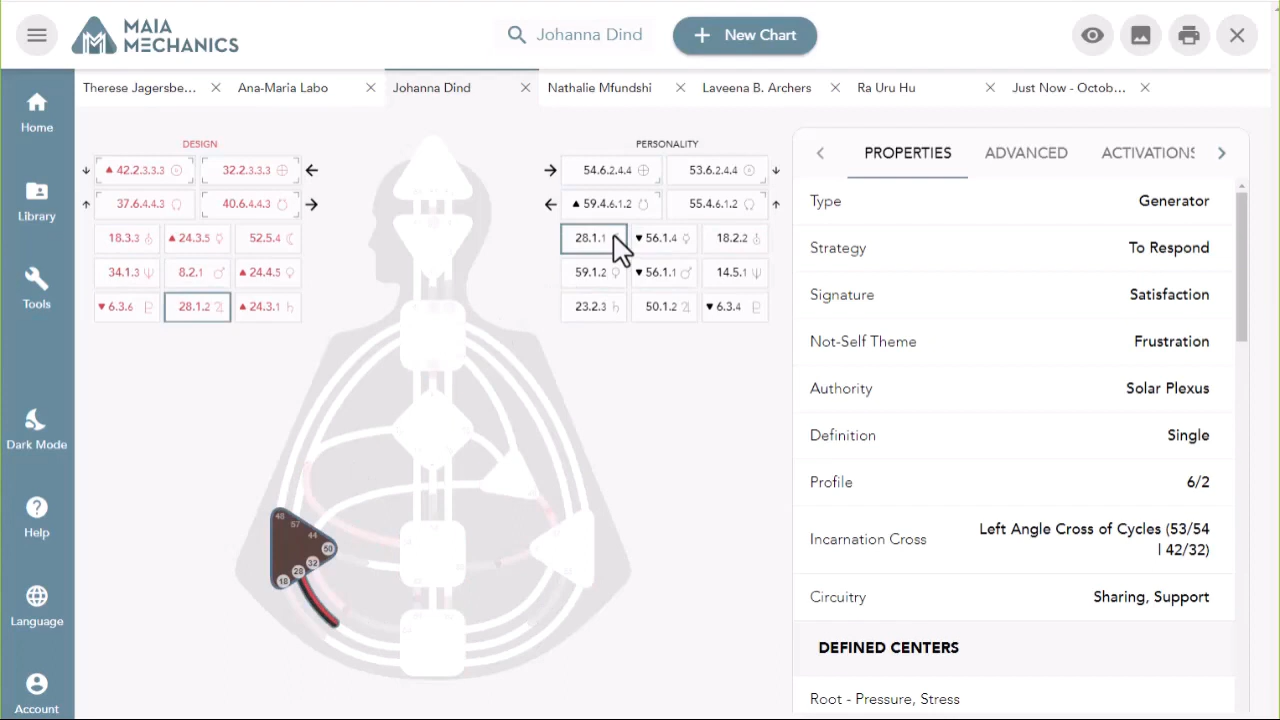 MAIA
MECHANICS
Johanna Dind
+ New Chart
Therese Jagersbe...
Ana-Maria Labo
Johanna Dind
Nathalie Mfundshi
Laveena B. Archers
Ra Uru Hu
Just Now - Octob...
Home
Library
Tools
Dark Mode
Help
Language
Account
DESIGN
42.2.3.3.3
32.2.3.3.3
37.6.4.4.3
40.6.4.4.3
18.3.3
24.3.5
52.5.4
34.1.3
8.2.1
24.4.5
6.3.6
28.1.2
24.3.1
PERSONALITY
54.6.2.4.4
53.6.2.4.4
59.4.6.1.2
55.4.6.1.2
28.1.1
56.1.4
18.2.2
59.1.2
56.1.1
14.5.1
23.2.3
50.1.2
6.3.4
48
57
44
50
32
28
18
PROPERTIES
ADVANCED
ACTIVATIONS
Type
Generator
Strategy
To Respond
Signature
Satisfaction
Not-Self Theme
Frustration
Authority
Solar Plexus
Definition
Single
Profile
6/2
Incarnation Cross
Left Angle Cross of Cycles (53/54
| 42/32)
Circuitry
Sharing, Support
DEFINED CENTERS
Root - Pressure, Stress